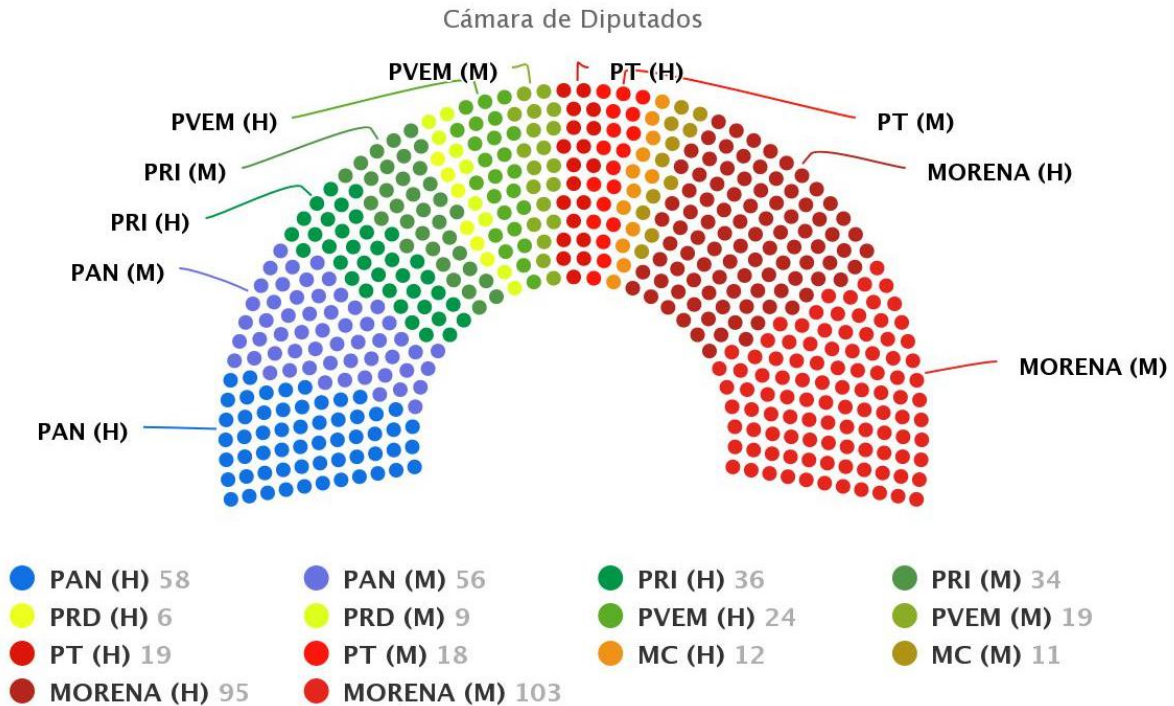 Cámara de Diputados
PVEM (M)
PT (H)
PVEM (H)
PT (M)
PRI (M)
MORENA (H)
PRI (H)
PAN (M)
MORENA (M)
PAN (H)
PAN (H) 58
PAN (M) 56
PRI (H) 36
PRI (M) 34
PRD (H) 6
PRD (M) 9
PVEM (H) 24
PVEM (M) 19
PT (H) 19
PT (M) 18
MC (H) 12
MC (M) 11
MORENA (H) 95
MORENA (M) 103